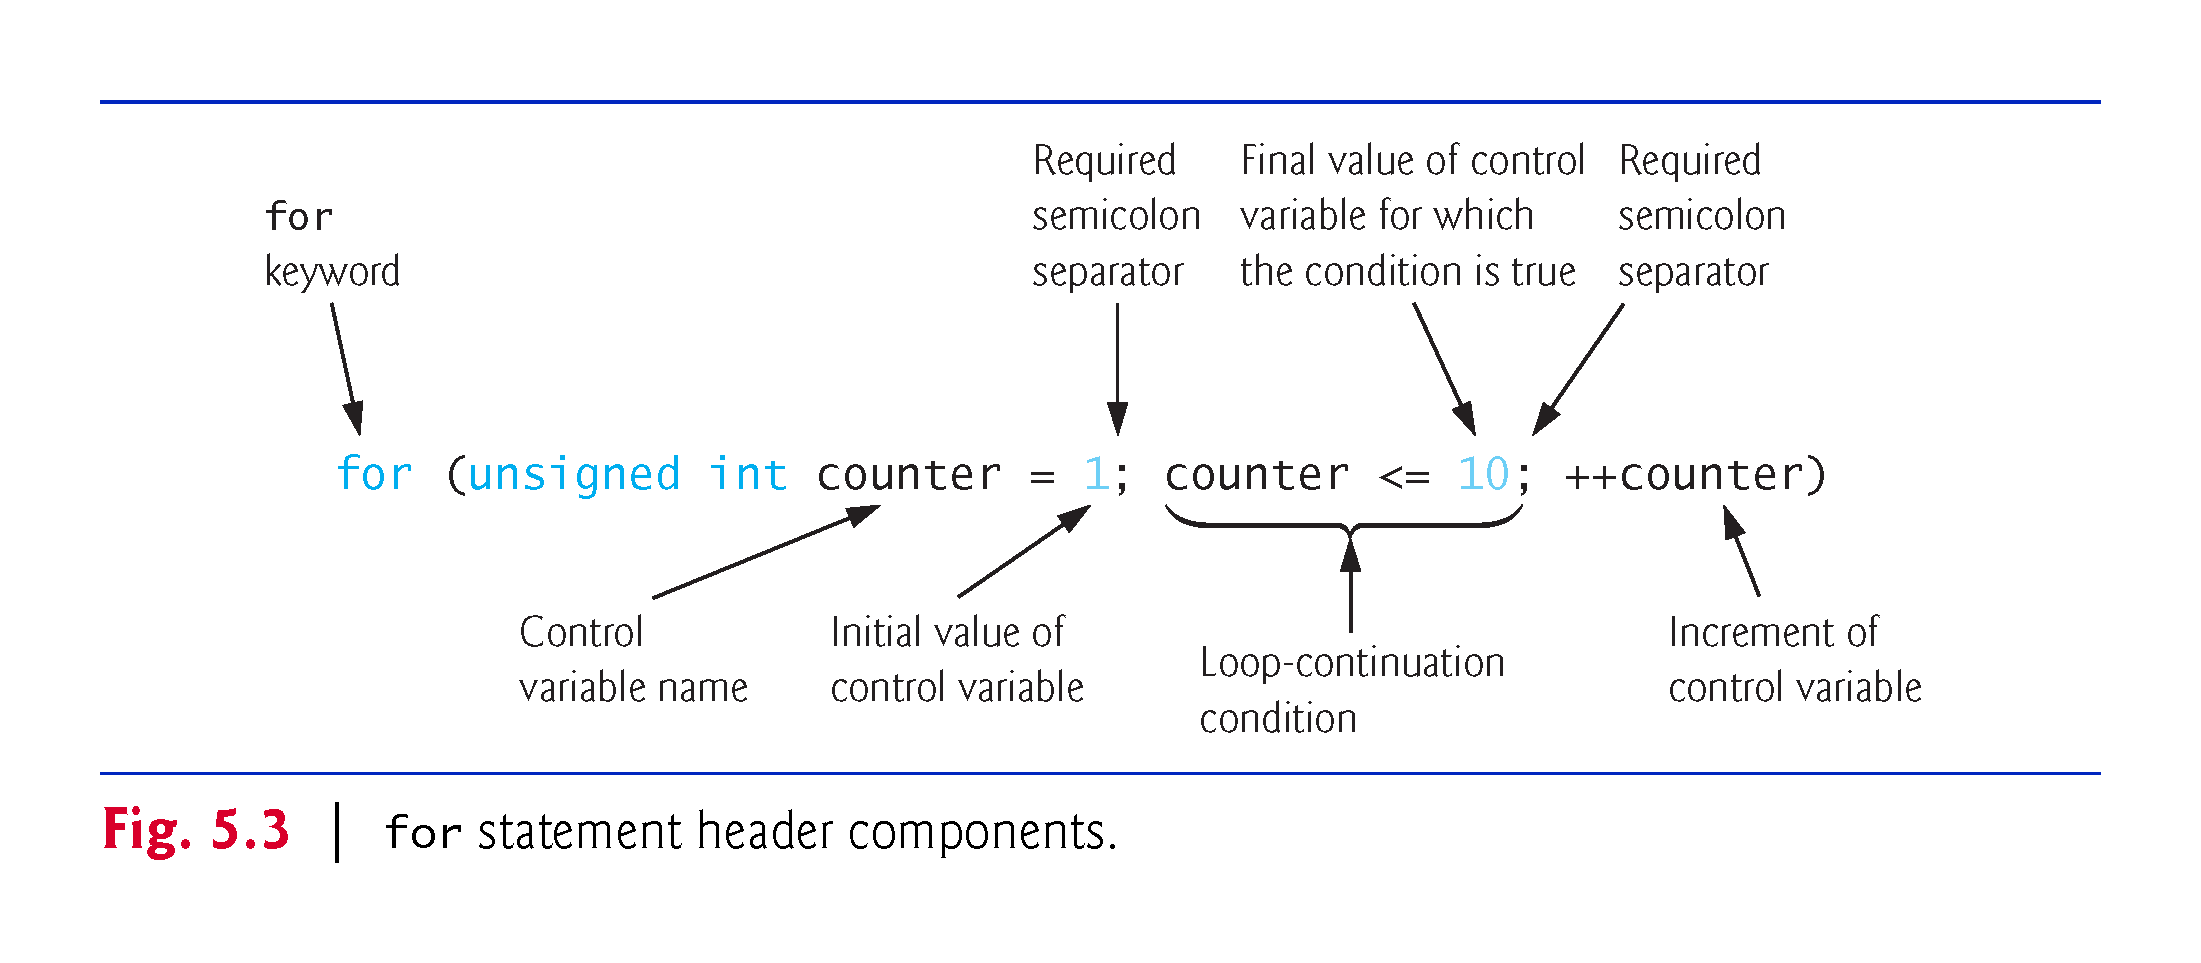 for
keyword
Required
semicolon
separator
Final value of control
variable for which
the condition is true
Required
semicolon
separator
for (unsigned int counter = 1; counter <= 10; ++counter)
Control
variable name
Initial value of
control variable
Loop-continuation
condition
Increment of
control variable
Fig. 5.3 | for statement header components.